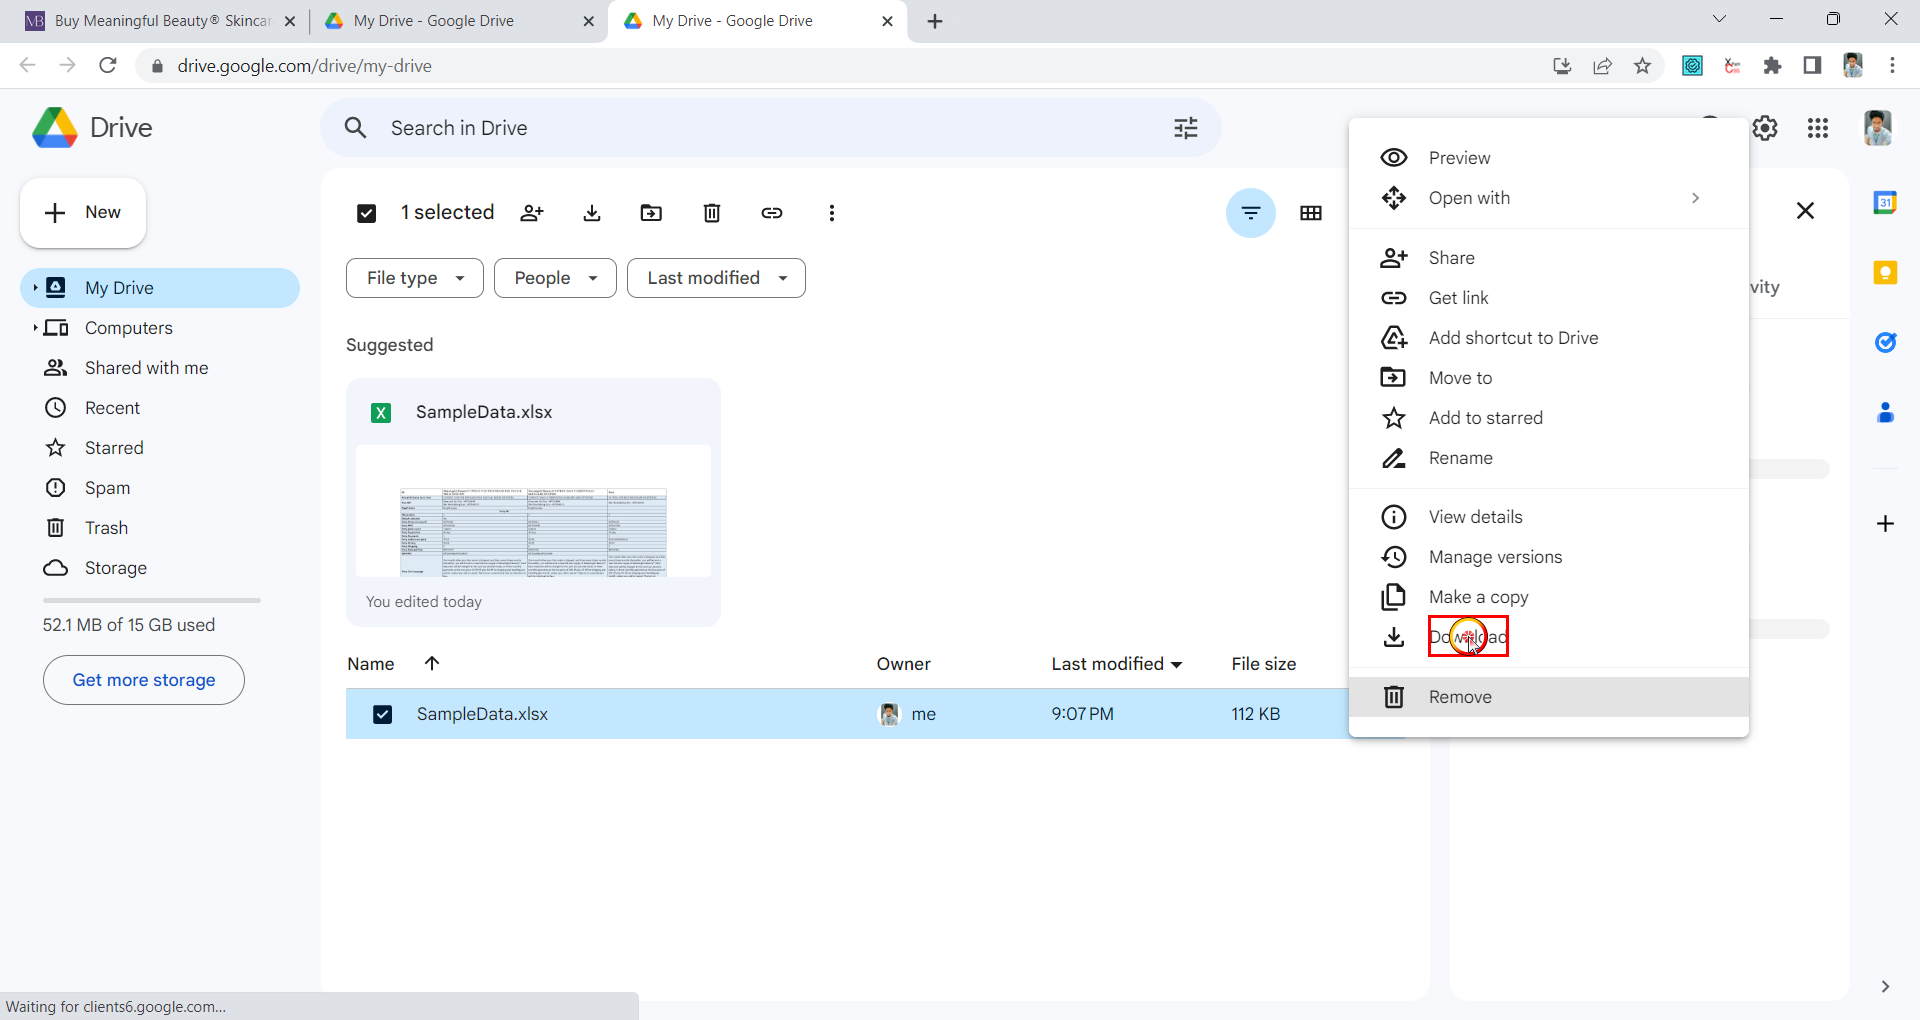 Buy Meaningful Beauty® Skincar
My Drive - Google Drive
My Drive - Google Drive
drive.google.com/drive/my-drive
Drive
Search in Drive
New
My Drive
Computers
Shared with me
Recent
Starred
Spam
Trash
Storage
52.1 MB of 15 GB used
Get more storage
1 selected
File type
People
Last modified
Suggested
X
SampleData.xlsx
You edited today
Name
Owner
Last modified
File size
SampleData.xlsx
me
9:07 PM
112 KB
Preview
Open with
Share
Get link
Add shortcut to Drive
Move to
Add to starred
Rename
View details
Manage versions
Make a copy
Download
Remove
vity
31
Waiting for clients6.google.com...